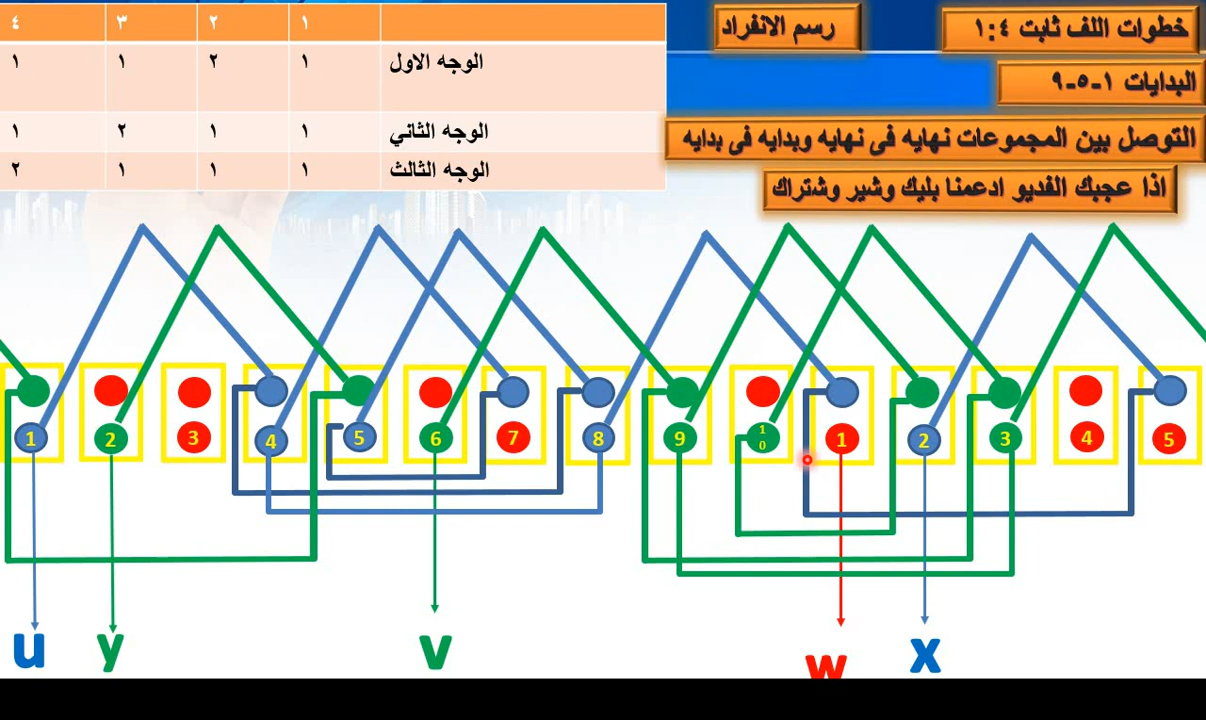 خطوات اللف ثابت ٤:١
رسم الانفراد
البدايات ١-٥-٩
التوصل بين المجموعات نهايه فى نهايه وبدايه فى بدايه
اذا عجبك الفديو ادعمنا بليك وشير وشتراك
١ ٢ ٣ ٤
الوجه الاول ١ ٢ ١ ١
الوجه الثاني ١ ١ ٢ ١
الوجه الثالث ١ ١ ١ ٢
1 2 3 4 5 6 7 8 9 10 1 2 3 4 5
u y v w x